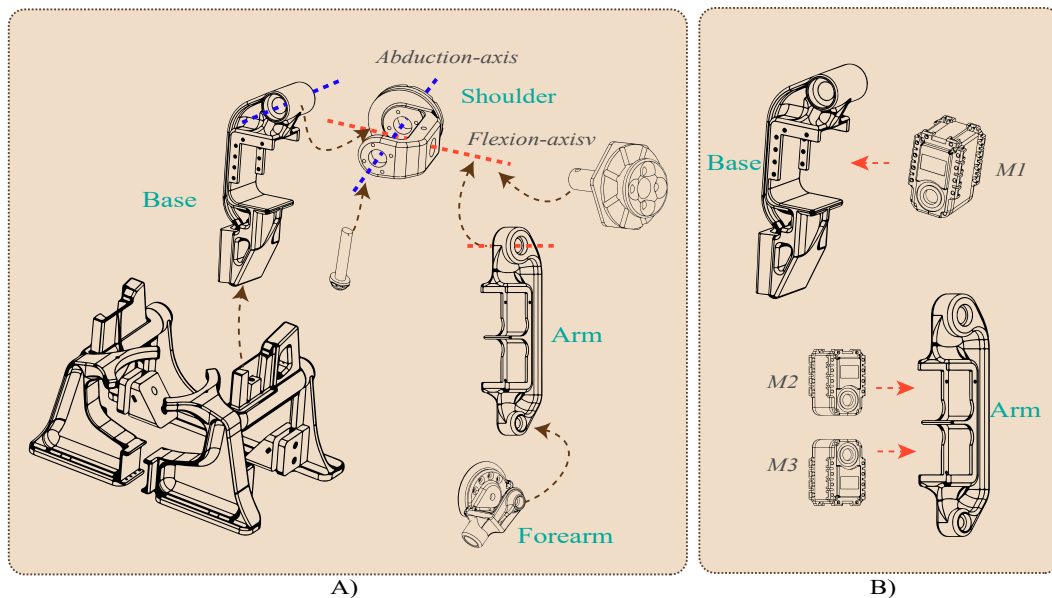 Abduction-axis
Shoulder
Flexion-axisv
Base
Arm
Forearm
A)
Base
M1
M2
Arm
M3
B)